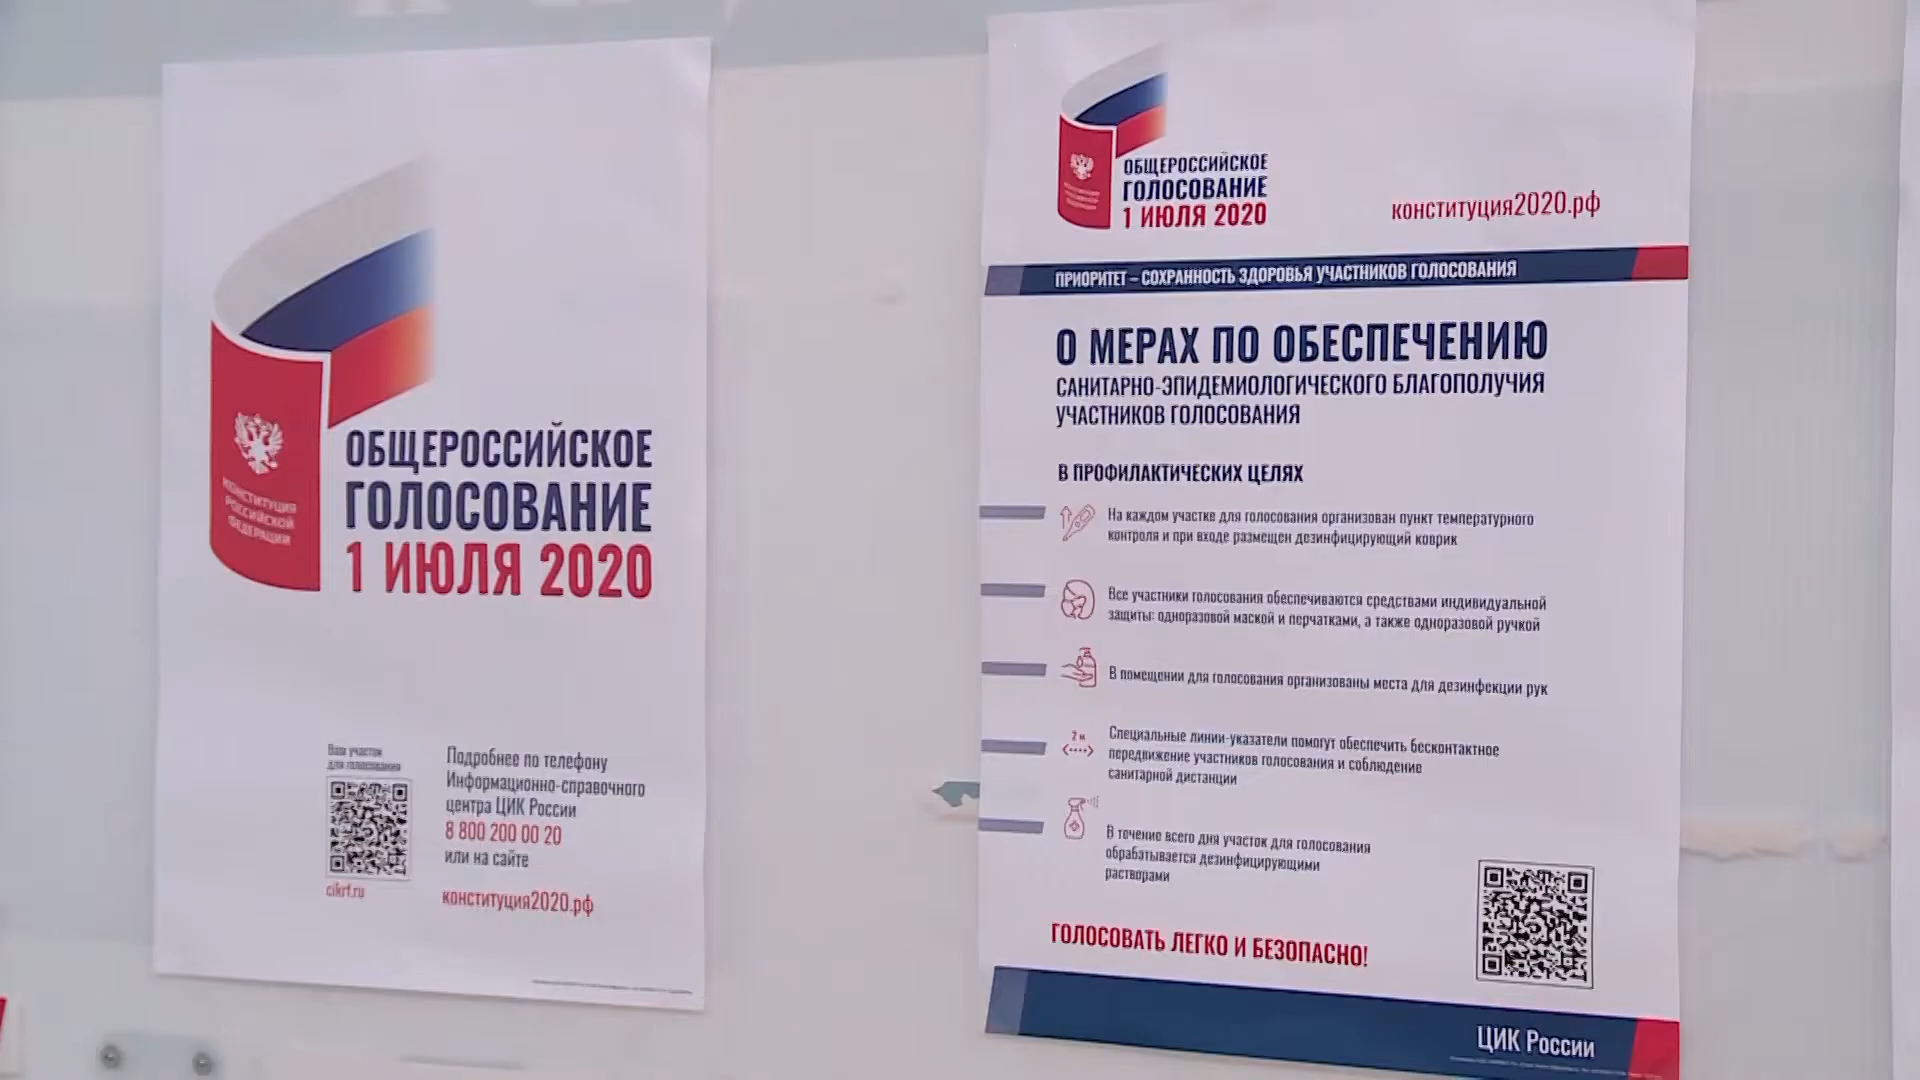 КОНСТИТУЦИЯ
РОССИЙСКОЙ
ФЕДЕРАЦИИ
ОБЩЕРОССИЙСКОЕ
ГОЛОСОВАНИЕ
1 ИЮЛЯ 2020
Ваш участок
для голосования
cikrf.ru
Подробнее по телефону
Информационно-справочного
центра ЦИК России
8 800 200 00 20
или на сайте
конституция2020.рф
ОБЩЕРОССИЙСКОЕ
ГОЛОСОВАНИЕ
1 ИЮЛЯ 2020
конституция2020.рф
ПРИОРИТЕТ – СОХРАННОСТЬ ЗДОРОВЬЯ УЧАСТНИКОВ ГОЛОСОВАНИЯ
О МЕРАХ ПО ОБЕСПЕЧЕНИЮ
САНИТАРНО-ЭПИДЕМИОЛОГИЧЕСКОГО БЛАГОПОЛУЧИЯ
УЧАСТНИКОВ ГОЛОСОВАНИЯ
В ПРОФИЛАКТИЧЕСКИХ ЦЕЛЯХ
На каждом участке для голосования организован пункт температурного
контроля и при входе размещен дезинфицирующий коврик
Все участники голосования обеспечиваются средствами индивидуальной
защиты: одноразовой маской и перчатками, а также одноразовой ручкой
В помещении для голосования организованы места для дезинфекции рук
2 м
Специальные линии-указатели помогут обеспечить бесконтактное
передвижение участников голосования и соблюдение
санитарной дистанции
В течение всего дня участок для голосования
обрабатывается дезинфицирующими
растворами
ГОЛОСОВАТЬ ЛЕГКО И БЕЗОПАСНО!
ЦИК России